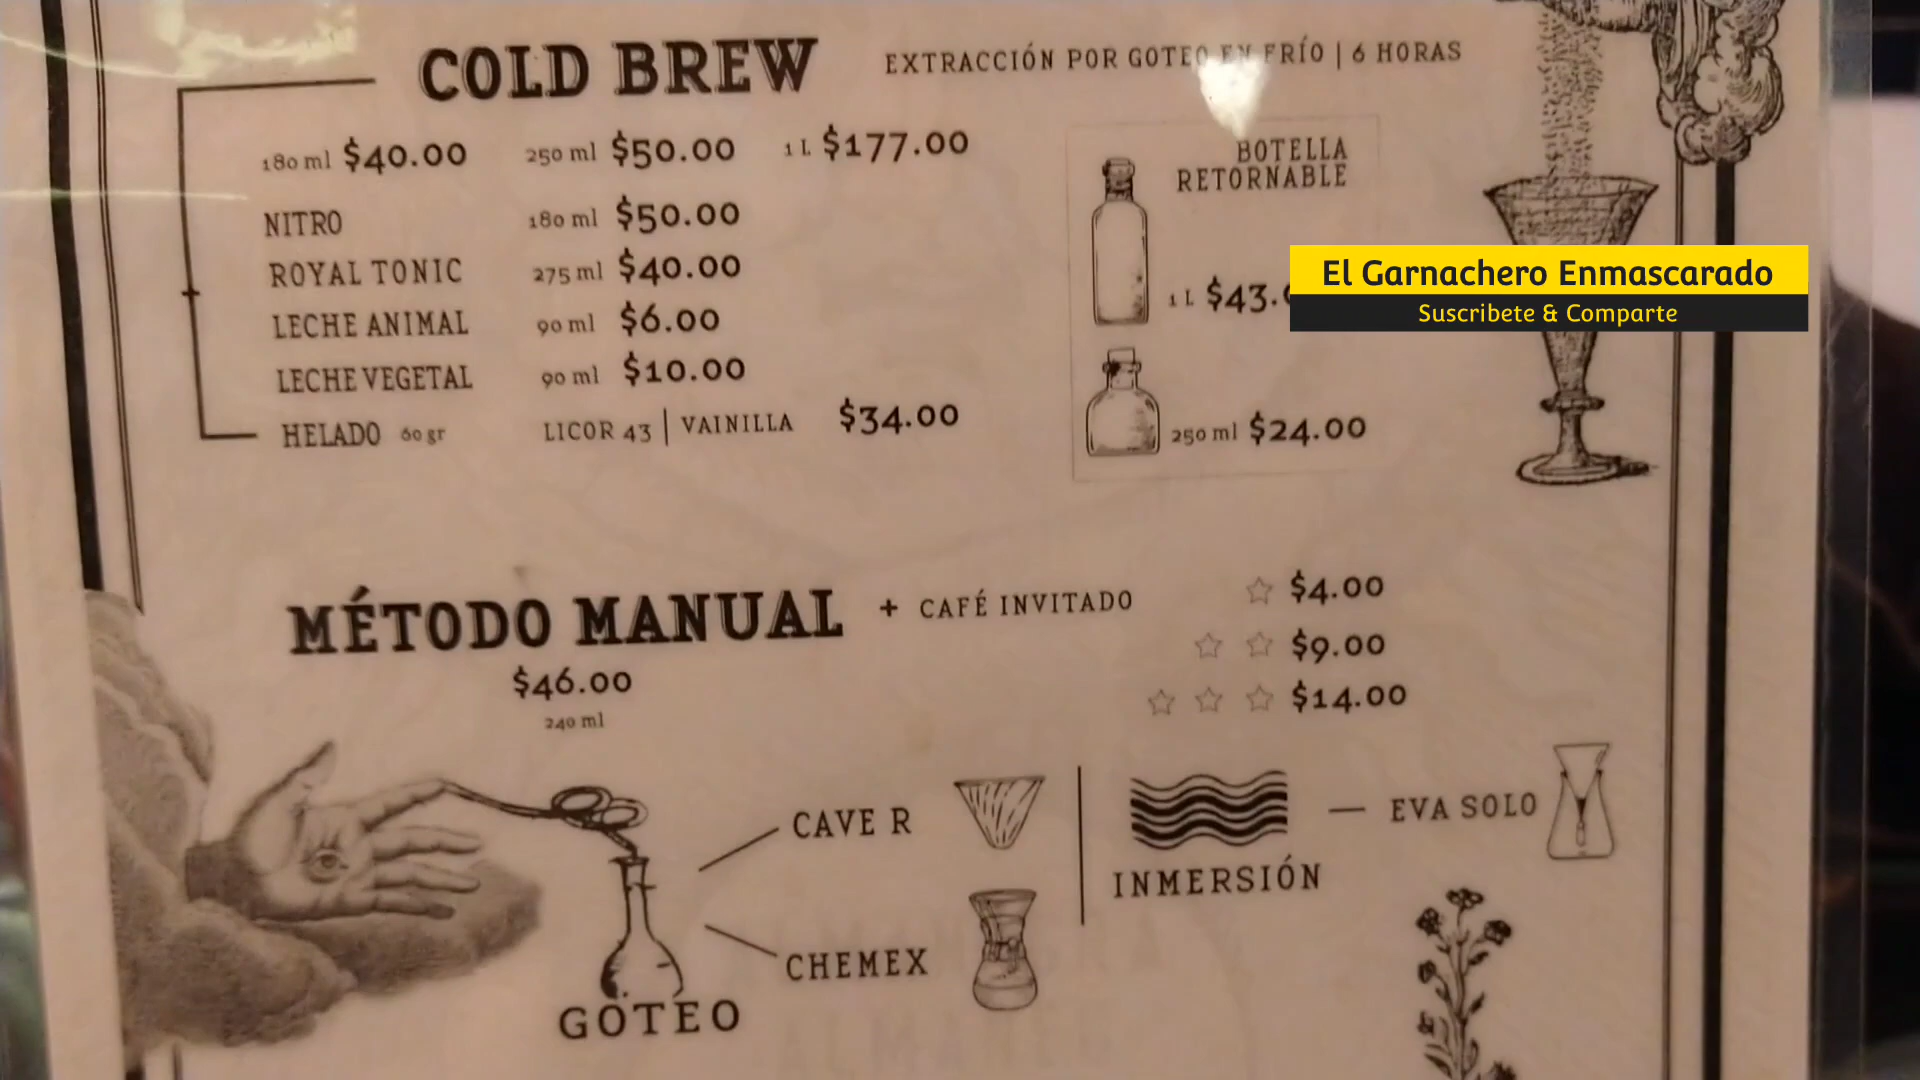 COLD BREW EXTRACCIÓN POR GOTEO EN FRÍO | 6 HORAS
180 ml $40.00 250 ml $50.00 1 L $177.00
NITRO 180 ml $50.00
ROYAL TONIC 275 ml $40.00
LECHE ANIMAL 90 ml $6.00
LECHE VEGETAL 90 ml $10.00
HELADO 60 gr LICOR 43 | VAINILLA $34.00
BOTELLA
RETORNABLE
1 L $43.
250 ml $24.00
El Garnachero Enmascarado
Suscribete & Comparte
MÉTODO MANUAL + CAFÉ INVITADO
$46.00
240 ml
☆ $4.00
☆ ☆ $9.00
☆ ☆ ☆ $14.00
CAVE R
CHEMEX
GOTEO
INMERSIÓN
— EVA SOLO